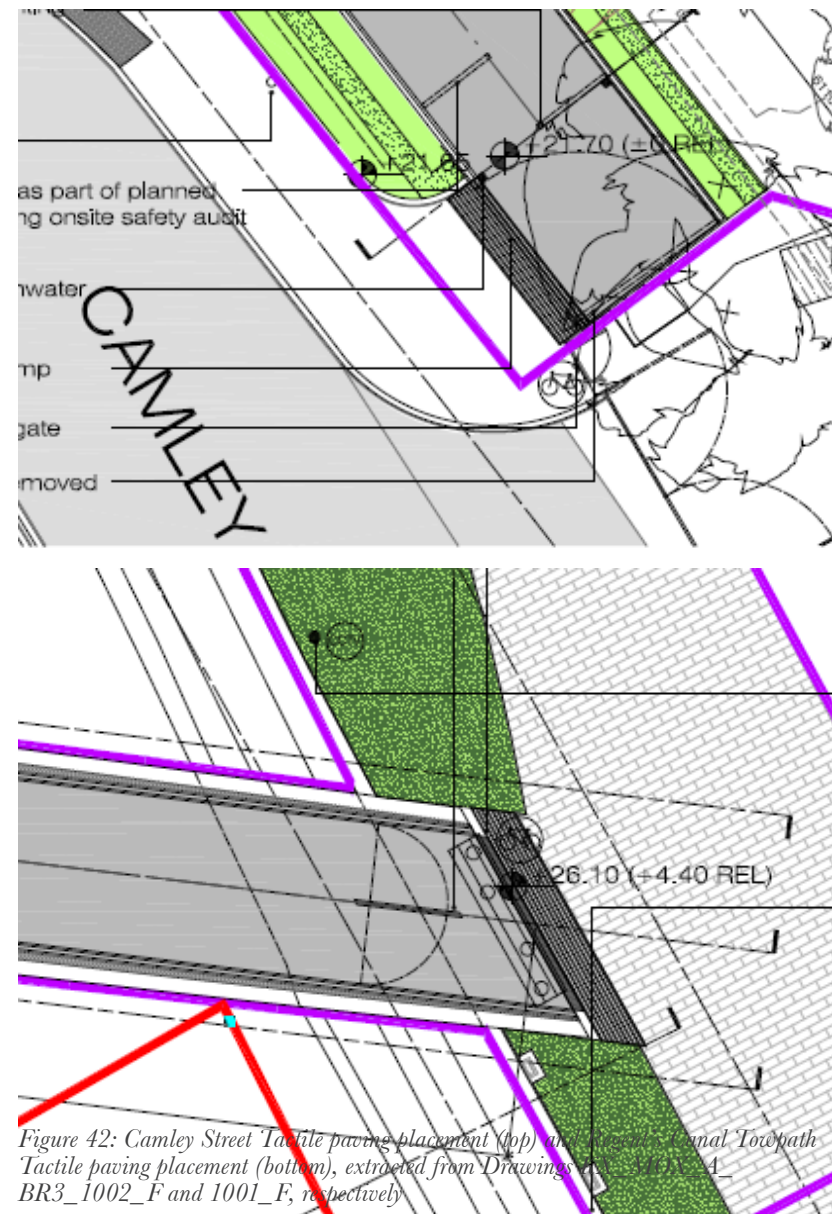 +21.65
+21.70 (±0 REL)
as part of planned
ng onsite safety audit
nwater
CAMLEY
mp
gate
emoved
+26.10 (+4.40 REL)
Figure 42: Camley Street Tactile paving placement (top) and Regent's Canal Towpath
Tactile paving placement (bottom), extracted from Drawings
BR3_1002_F and 1001_F, respectively